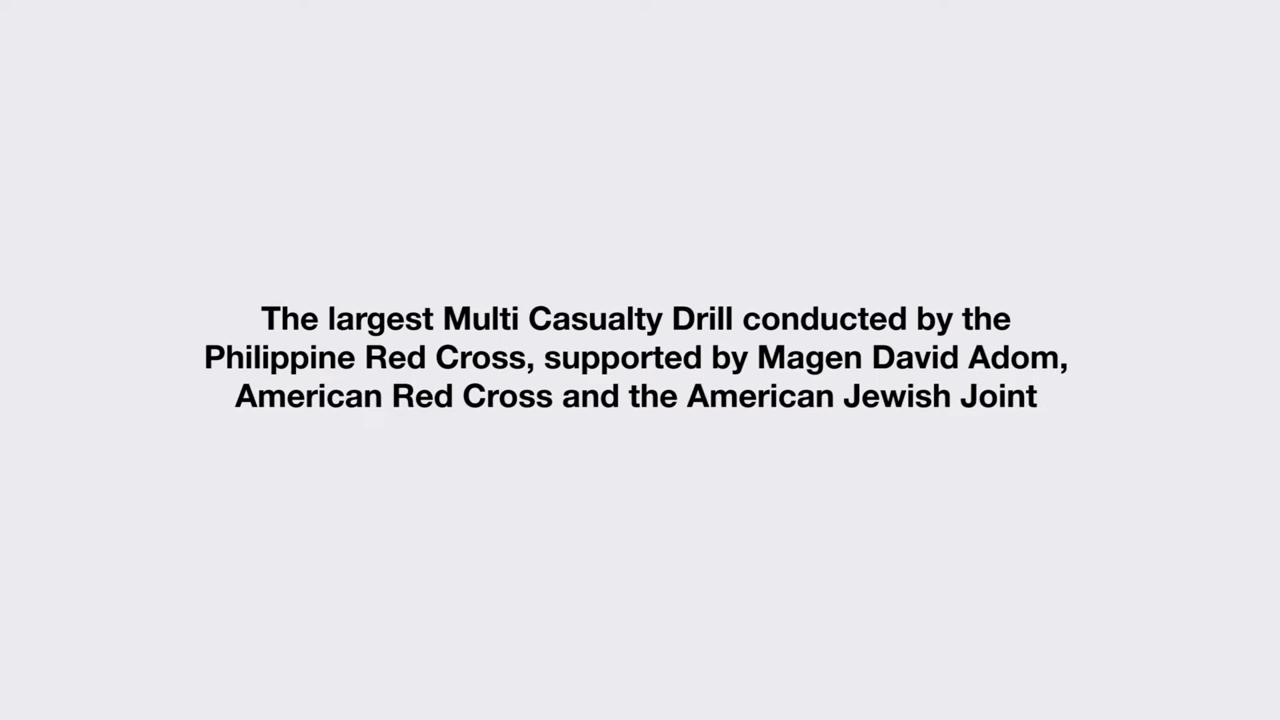 The largest Multi Casualty Drill conducted by the
Philippine Red Cross, supported by Magen David Adom,
American Red Cross and the American Jewish Joint